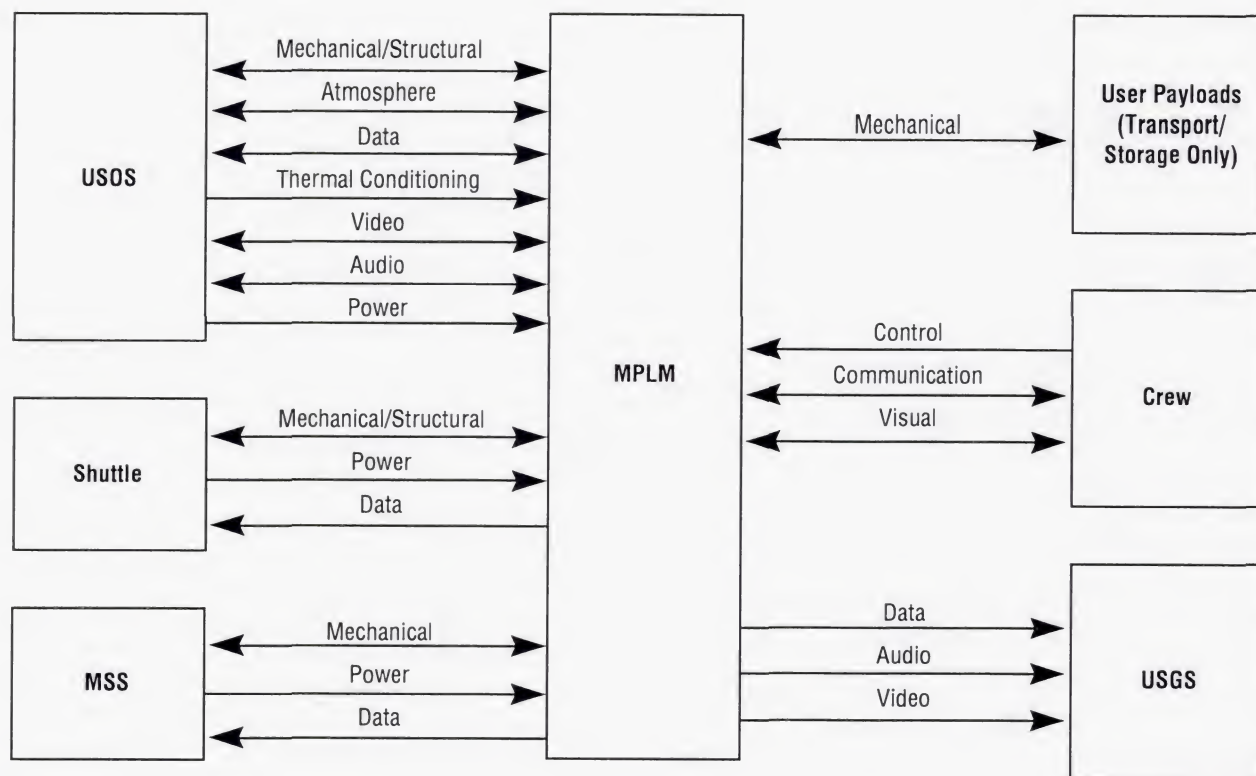 USOS
Mechanical/Structural
Atmosphere
Data
Thermal Conditioning
Video
Audio
Power
Shuttle
Mechanical/Structural
Power
Data
MSS
Mechanical
Power
Data
MPLM
Mechanical
User Payloads
(Transport/
Storage Only)
Control
Communication
Visual
Crew
Data
Audio
Video
USGS